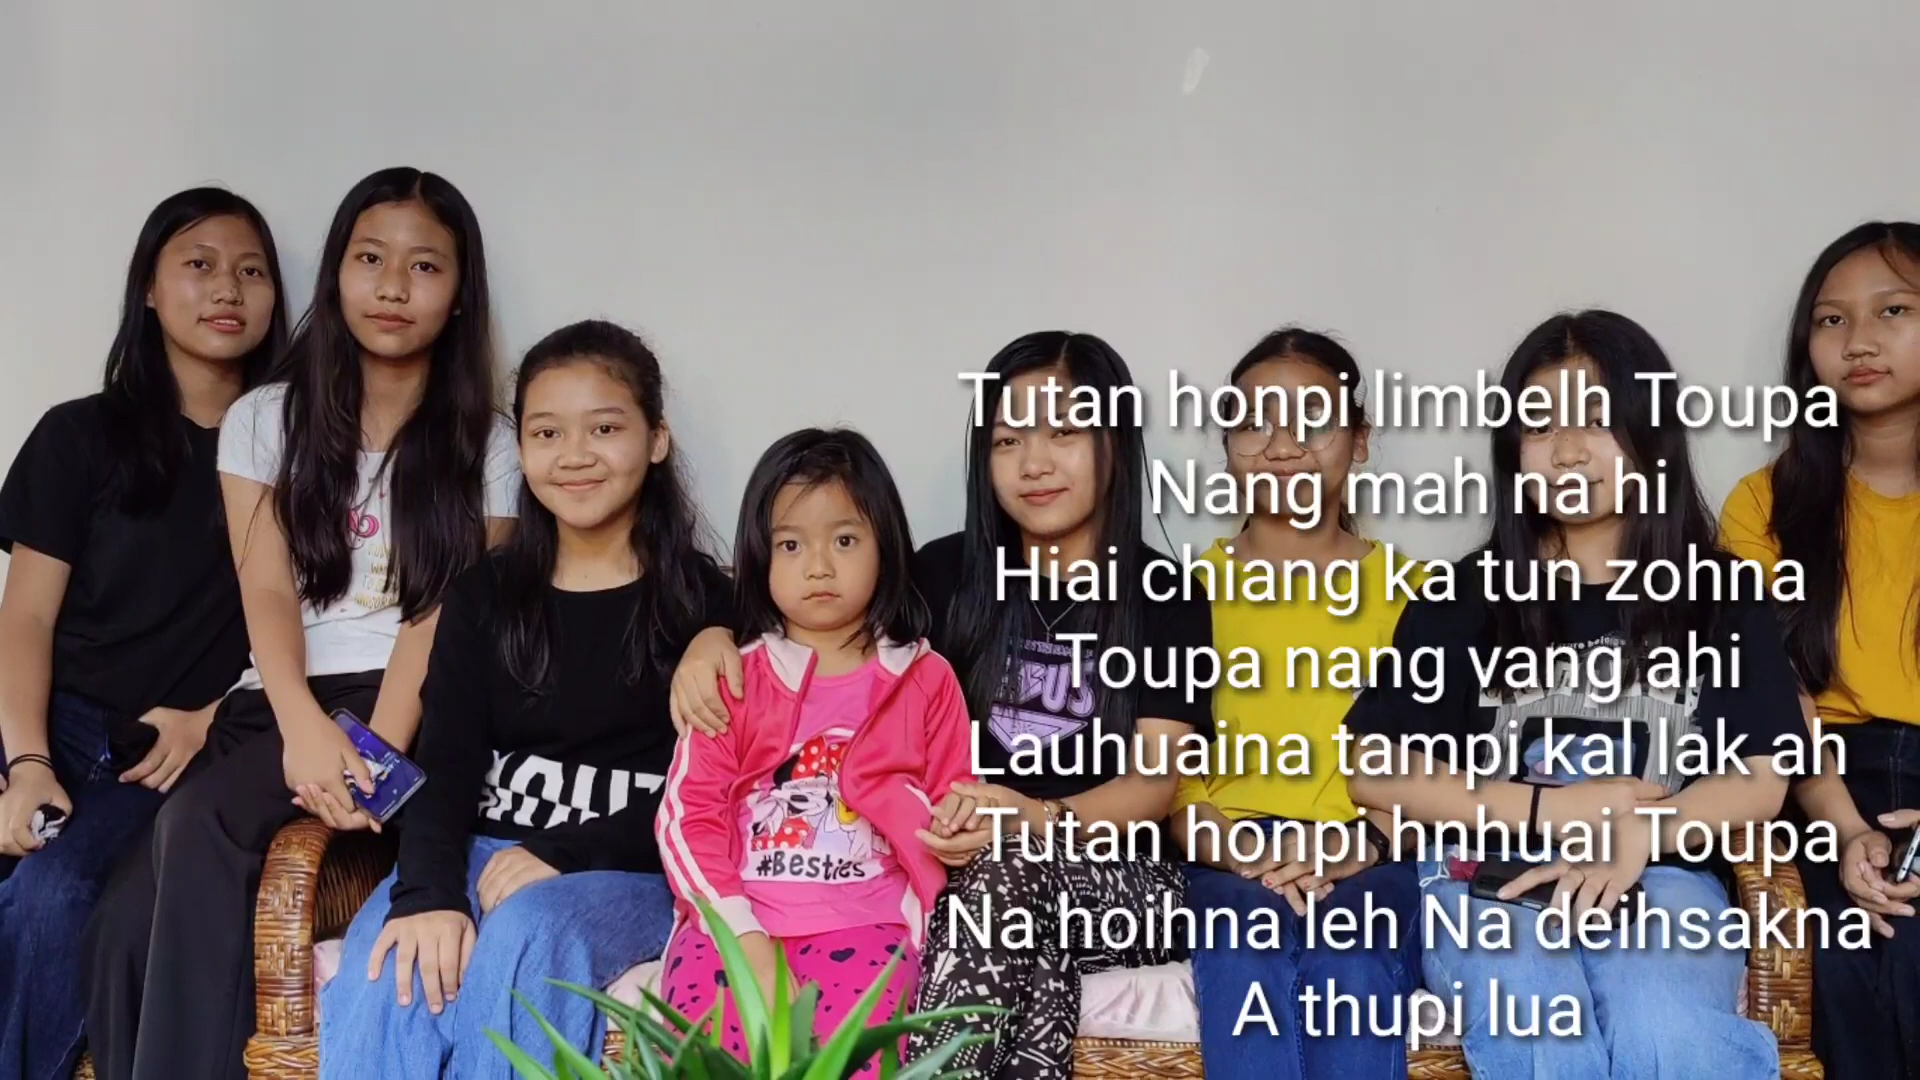 Tutan honpi limbelh Toupa
Nang mah na hi
Hiai chiang ka tun zohna
Toupa nang vang ahi
Lauhuaina tampi kal lak ah
Tutan honpi hnhuai Toupa
Na hoihna leh Na deihsakna
A thupi lua
#Besties